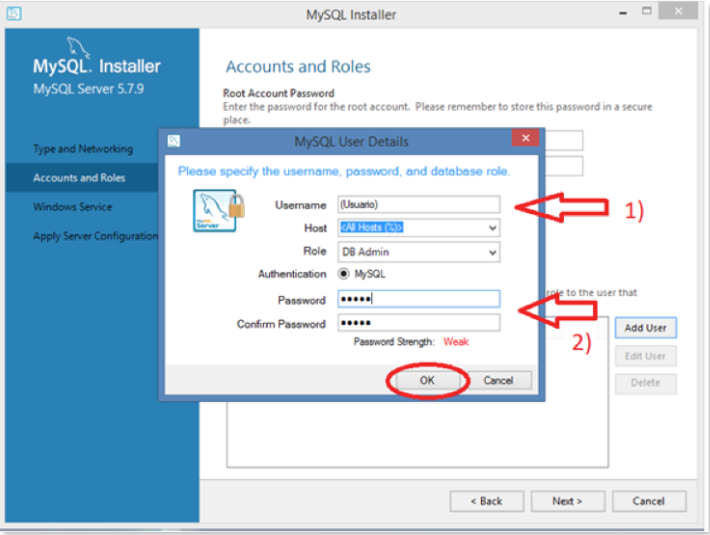 MySQL Installer
MySQL. Installer
MySQL Server 5.7.9
Type and Networking
Accounts and Roles
Windows Service
Apply Server Configuration
Accounts and Roles
Root Account Password
Enter the password for the root account. Please remember to store this password in a secure
place.
MySQL User Details
Please specify the username, password, and database role.
Server
Username (Usuario)
1)
Host <All Hosts (%)>
Role DB Admin
Authentication MySQL
Password •••••
Confirm Password •••••
2)
Password Strength: Weak
OK Cancel
role to the user that
Add User
Edit User
Delete
< Back Next > Cancel